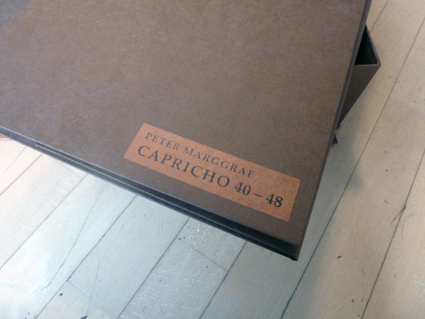 PETER MARGGRAF
CAPRICHO 40 – 48